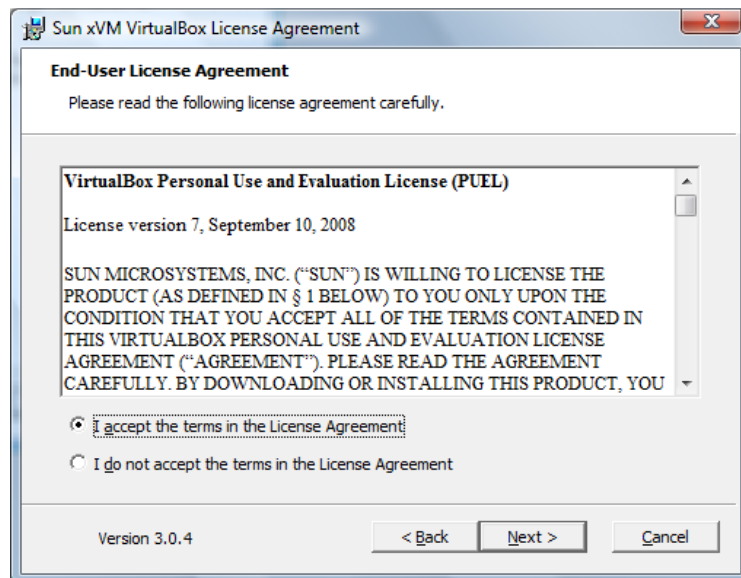 Sun xVM VirtualBox License Agreement
End-User License Agreement
Please read the following license agreement carefully.
VirtualBox Personal Use and Evaluation License (PUEL)
License version 7, September 10, 2008
SUN MICROSYSTEMS, INC. (“SUN”) IS WILLING TO LICENSE THE
PRODUCT (AS DEFINED IN § 1 BELOW) TO YOU ONLY UPON THE
CONDITION THAT YOU ACCEPT ALL OF THE TERMS CONTAINED IN
THIS VIRTUALBOX PERSONAL USE AND EVALUATION LICENSE
AGREEMENT (“AGREEMENT”). PLEASE READ THE AGREEMENT
CAREFULLY. BY DOWNLOADING OR INSTALLING THIS PRODUCT, YOU
I accept the terms in the License Agreement
I do not accept the terms in the License Agreement
Version 3.0.4
< Back
Next >
Cancel